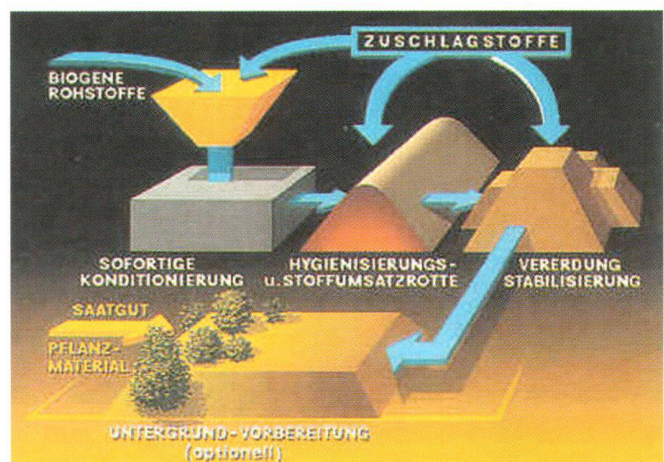 ZUSCHLAGSTOFFE
BIOGENE
ROHSTOFFE
SOFORTIGE
KONDITIONIERUNG
HYGIENISIERUNGS-
u. STOFFUMSATZROTTE
VERERDUNG
STABILISIERUNG
SAATGUT
PFLANZ-
MATERIAL
UNTERGRUND-VORBEREITUNG
(optionell)